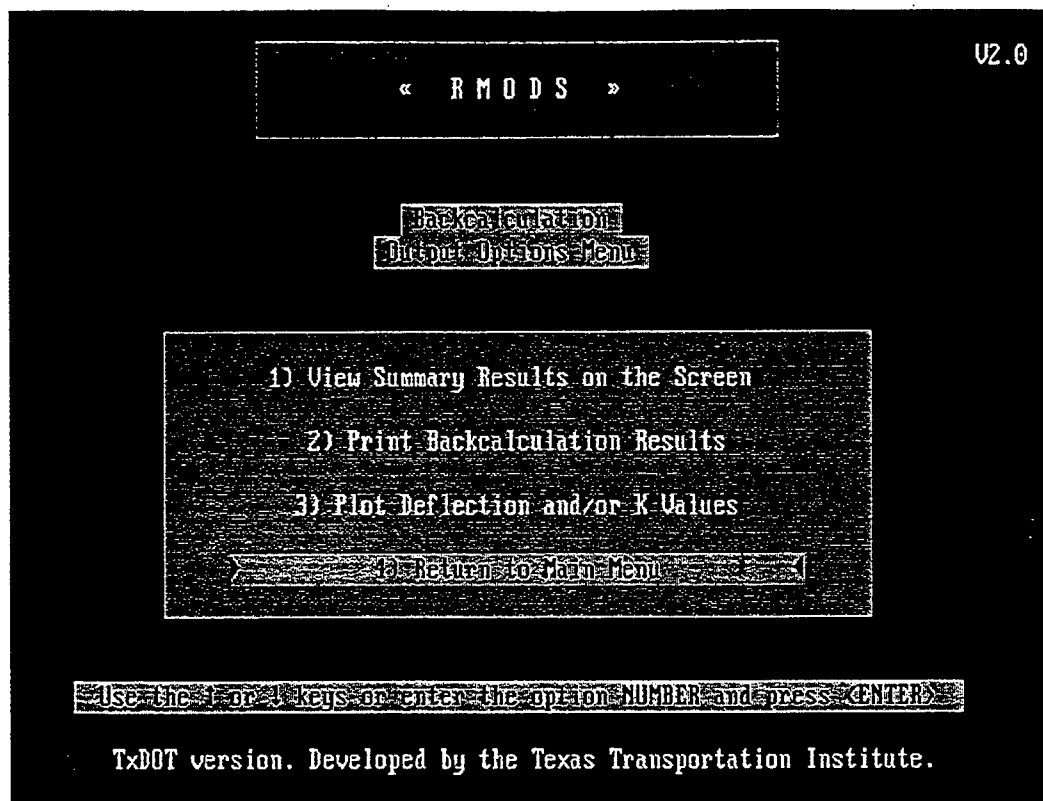 V2.0
« R M O D S »
Backcalculation
Output Options Menu
1) View Summary Results on the Screen
2) Print Backcalculation Results
3) Plot Deflection and/or K Values
4) Return to Main Menu
Use the ↑ or ↓ keys or enter the option NUMBER and press <ENTER>
TxDOT version. Developed by the Texas Transportation Institute.